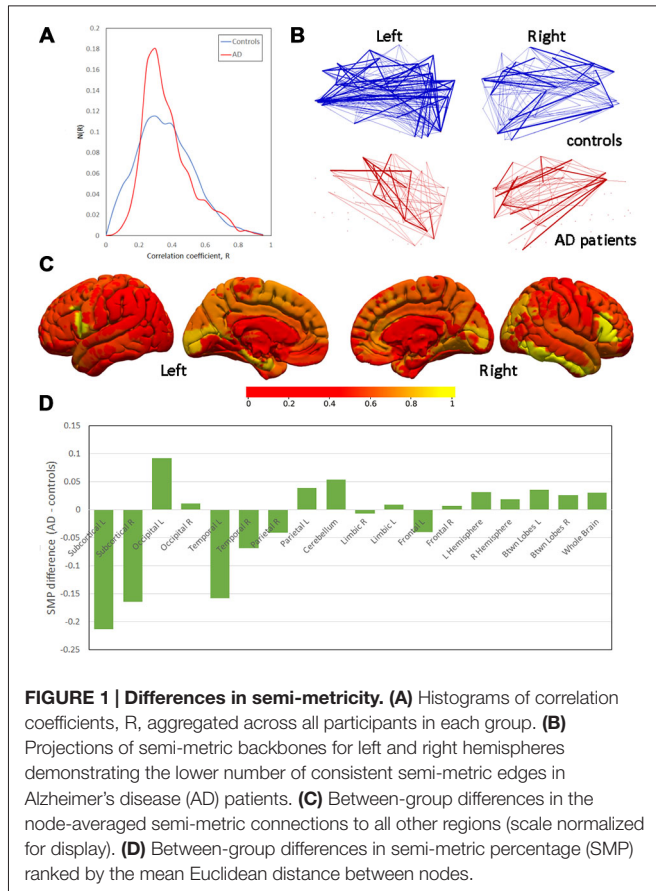 A
B
0.2
0.18
0.16
0.14
0.12
0.1
0.08
0.06
0.04
0.02
0
N(R)
Controls
AD
0 0.2 0.4 0.6 0.8 1
Correlation coefficient, R
Left Right
controls
AD patients
C
Left Right
0 0.2 0.4 0.6 0.8 1
D
0.15
0.1
0.05
0
-0.05
-0.1
-0.15
-0.2
-0.25
SMP difference (AD - controls)
Subcortical L
Subcortical R
Occipital L
Occipital R
Temporal L
Temporal R
Parietal R
Parietal L
Cerebellum
Limbic R
Limbic L
Frontal L
Frontal R
L Hemisphere
R Hemisphere
Btwn Lobes L
Btwn Lobes R
Whole Brain
FIGURE 1 | Differences in semi-metricity. (A) Histograms of correlation
coefficients, R, aggregated across all participants in each group. (B)
Projections of semi-metric backbones for left and right hemispheres
demonstrating the lower number of consistent semi-metric edges in
Alzheimer's disease (AD) patients. (C) Between-group differences in the
node-averaged semi-metric connections to all other regions (scale normalized
for display). (D) Between-group differences in semi-metric percentage (SMP)
ranked by the mean Euclidean distance between nodes.